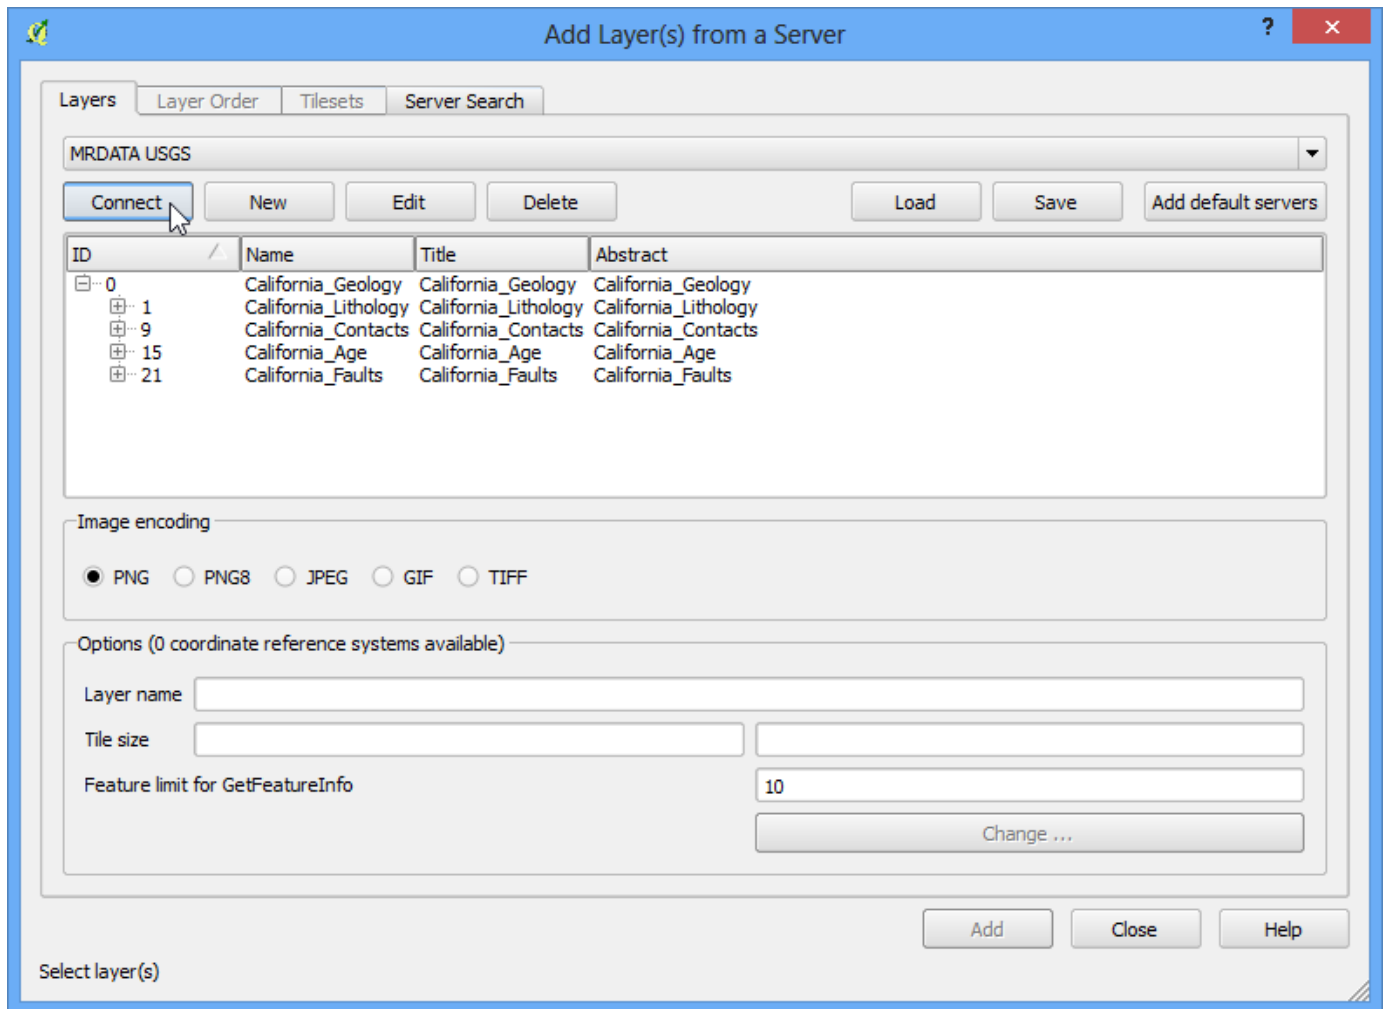 Add Layer(s) from a Server
?
Layers Layer Order Tilesets Server Search
MRDATA USGS
Connect New Edit Delete Load Save Add default servers
ID Name Title Abstract
0 California_Geology California_Geology California_Geology
1 California_Lithology California_Lithology California_Lithology
9 California_Contacts California_Contacts California_Contacts
15 California_Age California_Age California_Age
21 California_Faults California_Faults California_Faults
Image encoding
PNG PNG8 JPEG GIF TIFF
Options (0 coordinate reference systems available)
Layer name
Tile size
Feature limit for GetFeatureInfo 10
Change ...
Add Close Help
Select layer(s)